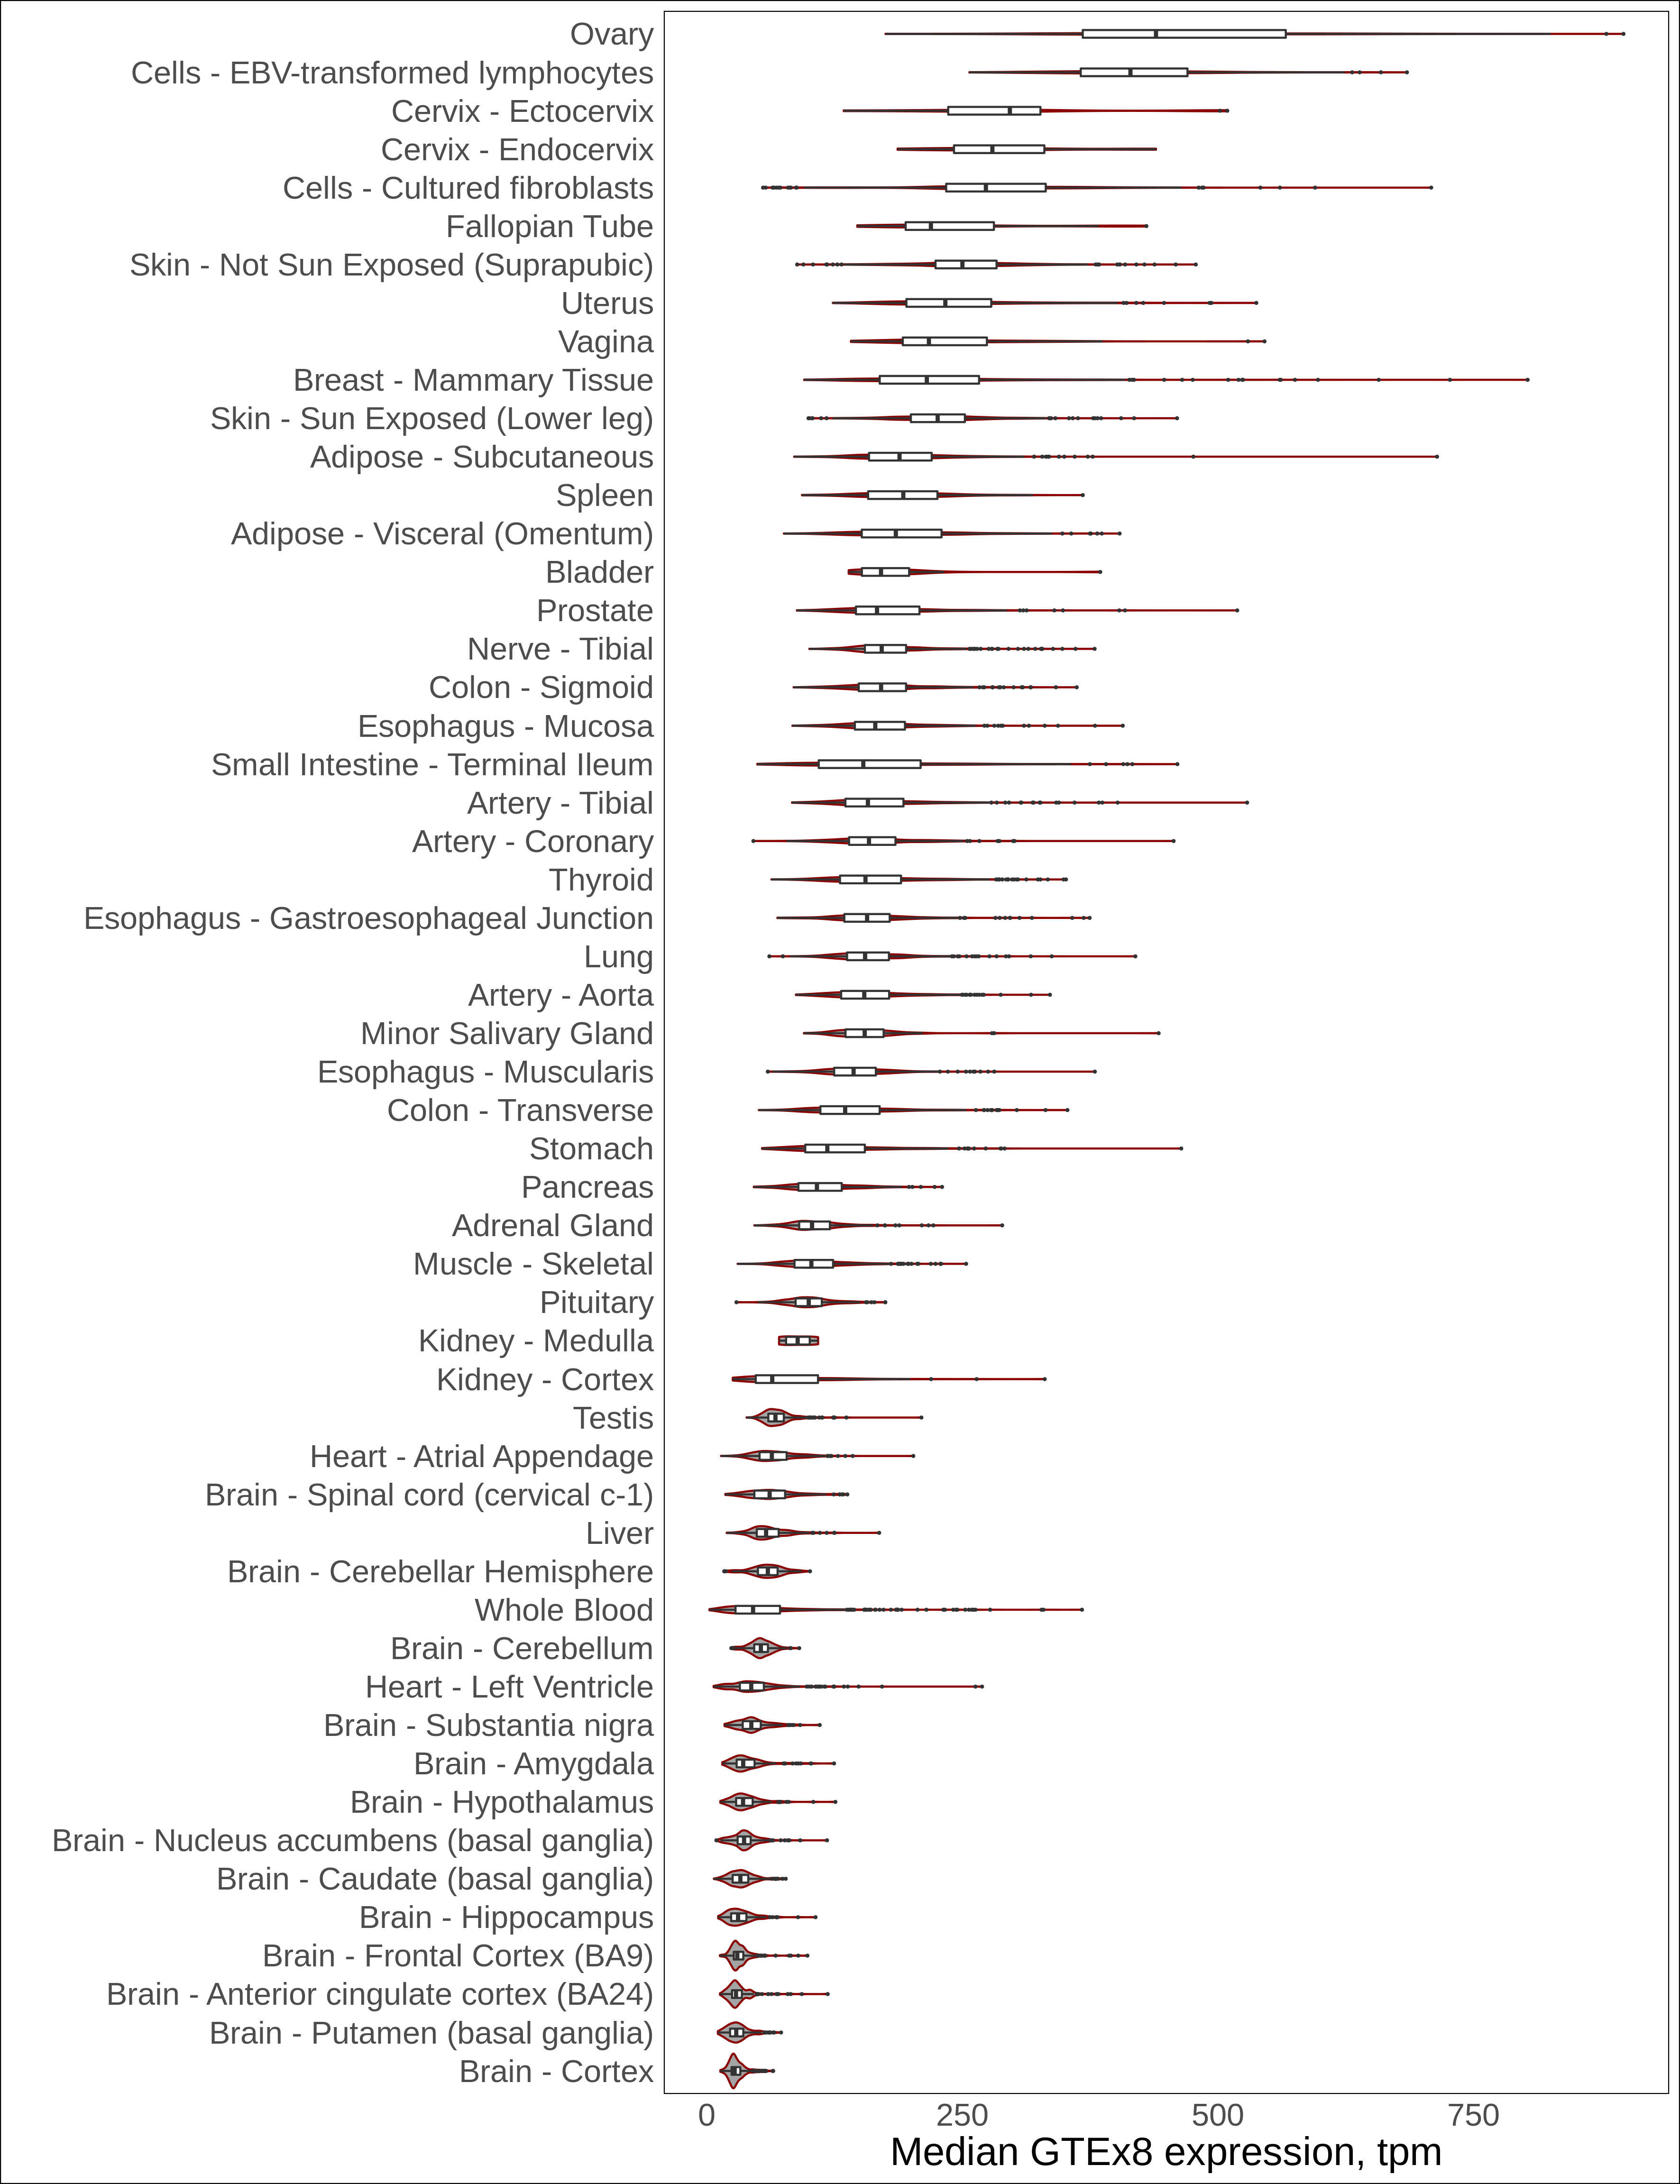 Ovary
Cells - EBV-transformed lymphocytes
Cervix - Ectocervix
Cervix - Endocervix
Cells - Cultured fibroblasts
Fallopian Tube
Skin - Not Sun Exposed (Suprapubic)
Uterus
Vagina
Breast - Mammary Tissue
Skin - Sun Exposed (Lower leg)
Adipose - Subcutaneous
Spleen
Adipose - Visceral (Omentum)
Bladder
Prostate
Nerve - Tibial
Colon - Sigmoid
Esophagus - Mucosa
Small Intestine - Terminal Ileum
Artery - Tibial
Artery - Coronary
Thyroid
Esophagus - Gastroesophageal Junction
Lung
Artery - Aorta
Minor Salivary Gland
Esophagus - Muscularis
Colon - Transverse
Stomach
Pancreas
Adrenal Gland
Muscle - Skeletal
Pituitary
Kidney - Medulla
Kidney - Cortex
Testis
Heart - Atrial Appendage
Brain - Spinal cord (cervical c-1)
Liver
Brain - Cerebellar Hemisphere
Whole Blood
Brain - Cerebellum
Heart - Left Ventricle
Brain - Substantia nigra
Brain - Amygdala
Brain - Hypothalamus
Brain - Nucleus accumbens (basal ganglia)
Brain - Caudate (basal ganglia)
Brain - Hippocampus
Brain - Frontal Cortex (BA9)
Brain - Anterior cingulate cortex (BA24)
Brain - Putamen (basal ganglia)
Brain - Cortex
0 250 500 750
Median GTEx8 expression, tpm